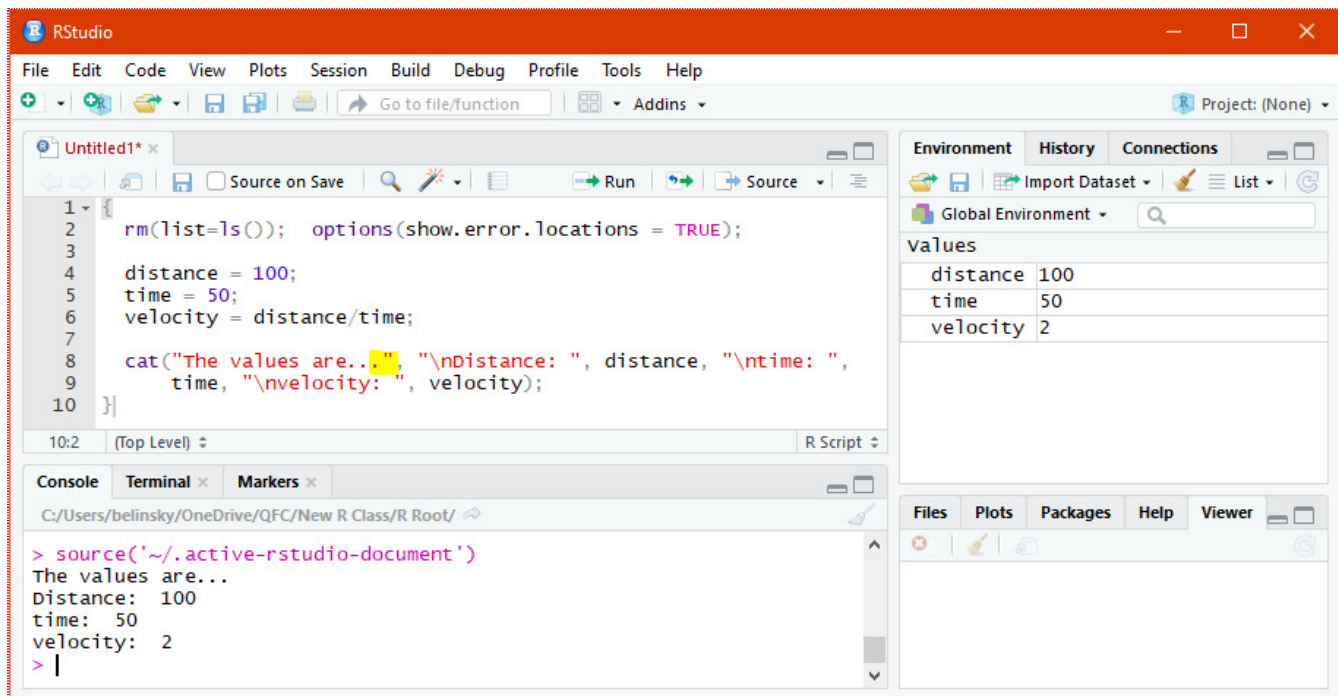 RStudio
File Edit Code View Plots Session Build Debug Profile Tools Help
Go to file/function Addins Project: (None)
Untitled1*
Source on Save Run Source
1 {
2 rm(list=ls()); options(show.error.locations = TRUE);
3
4 distance = 100;
5 time = 50;
6 velocity = distance/time;
7
8 cat("The values are...", "\nDistance: ", distance, "\ntime: ",
9 time, "\nvelocity: ", velocity);
10 }
10:2 (Top Level) R Script
Console Terminal Markers
C:/Users/belinsky/OneDrive/QFC/New R Class/R Root/
> source('~/.active-rstudio-document')
The values are...
Distance:  100
time:  50
velocity:  2
>
Environment History Connections
Import Dataset List
Global Environment
Values
distance 100
time 50
velocity 2
Files Plots Packages Help Viewer